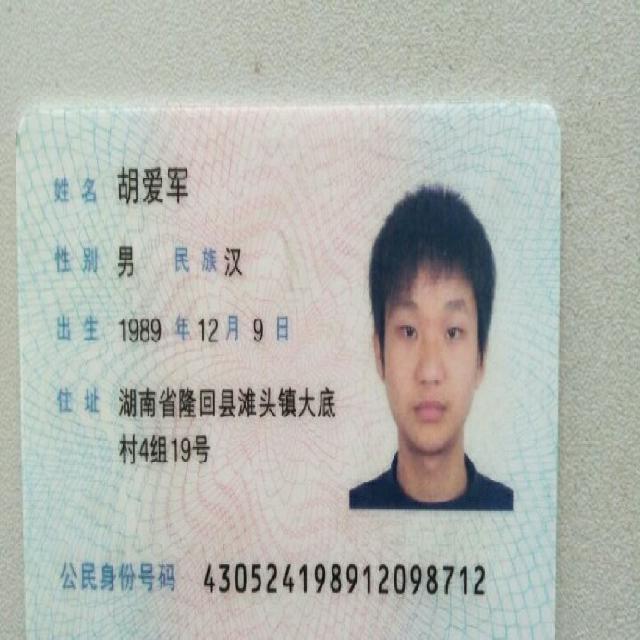 姓名 胡爱军
性别 男 民族 汉
出生 1989 年 12 月 9 日
住址 湖南省隆回县滩头镇大底
村4组19号
公民身份号码 430524198912098712